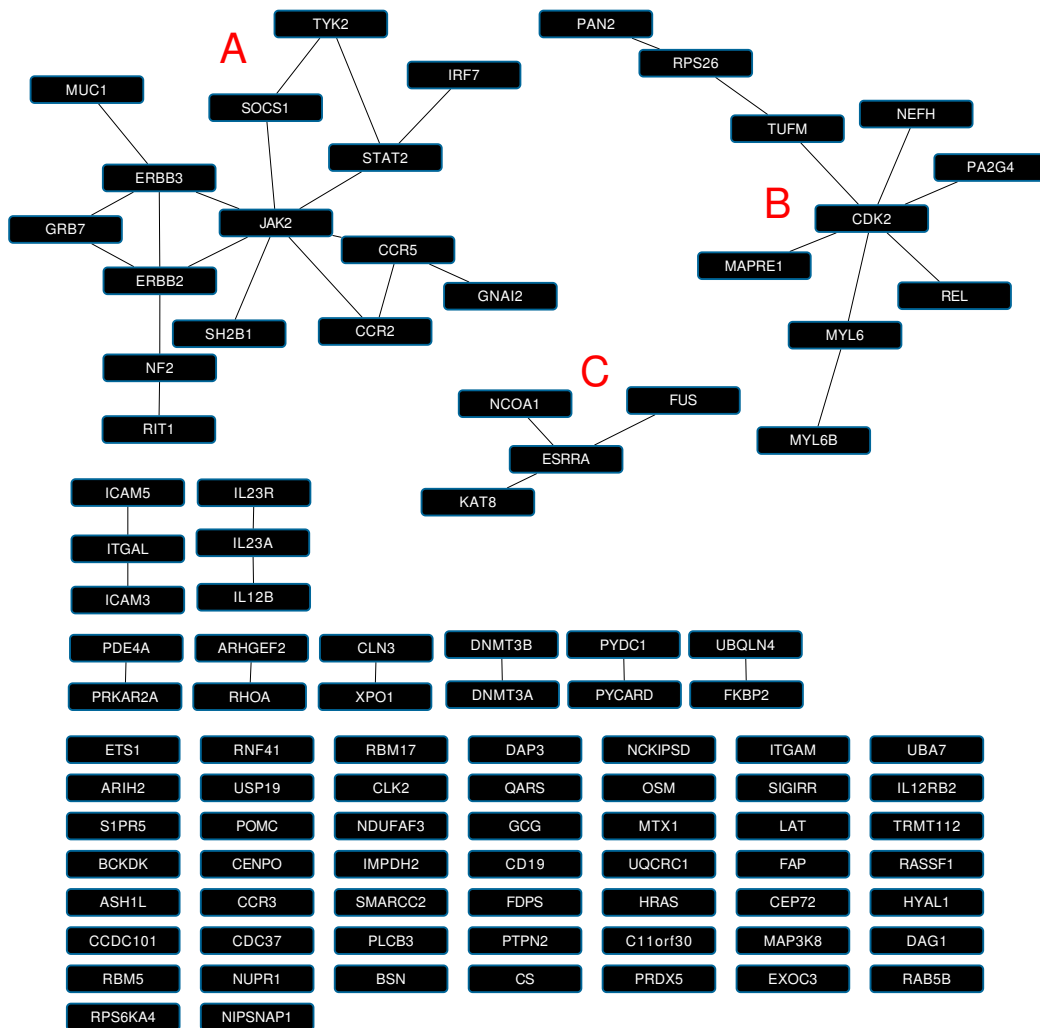 TYK2
PAN2
A
RPS26
IRF7
MUC1
SOCS1
NEFH
TUFM
STAT2
PA2G4
ERBB3
B
JAK2
CDK2
GRB7
CCR5
MAPRE1
ERBB2
GNAI2
REL
SH2B1
CCR2
MYL6
NF2
C
NCOA1
FUS
RIT1
MYL6B
ESRRA
KAT8
ICAM5
IL23R
ITGAL
IL23A
ICAM3
IL12B
PDE4A ARHGEF2 CLN3 DNMT3B PYDC1 UBQLN4
PRKAR2A RHOA XPO1 DNMT3A PYCARD FKBP2
ETS1 RNF41 RBM17 DAP3 NCKIPSD ITGAM UBA7
ARIH2 USP19 CLK2 QARS OSM SIGIRR IL12RB2
S1PR5 POMC NDUFAF3 GCG MTX1 LAT TRMT112
BCKDK CENPO IMPDH2 CD19 UQCRC1 FAP RASSF1
ASH1L CCR3 SMARCC2 FDPS HRAS CEP72 HYAL1
CCDC101 CDC37 PLCB3 PTPN2 C11orf30 MAP3K8 DAG1
RBM5 NUPR1 BSN CS PRDX5 EXOC3 RAB5B
RPS6KA4 NIPSNAP1